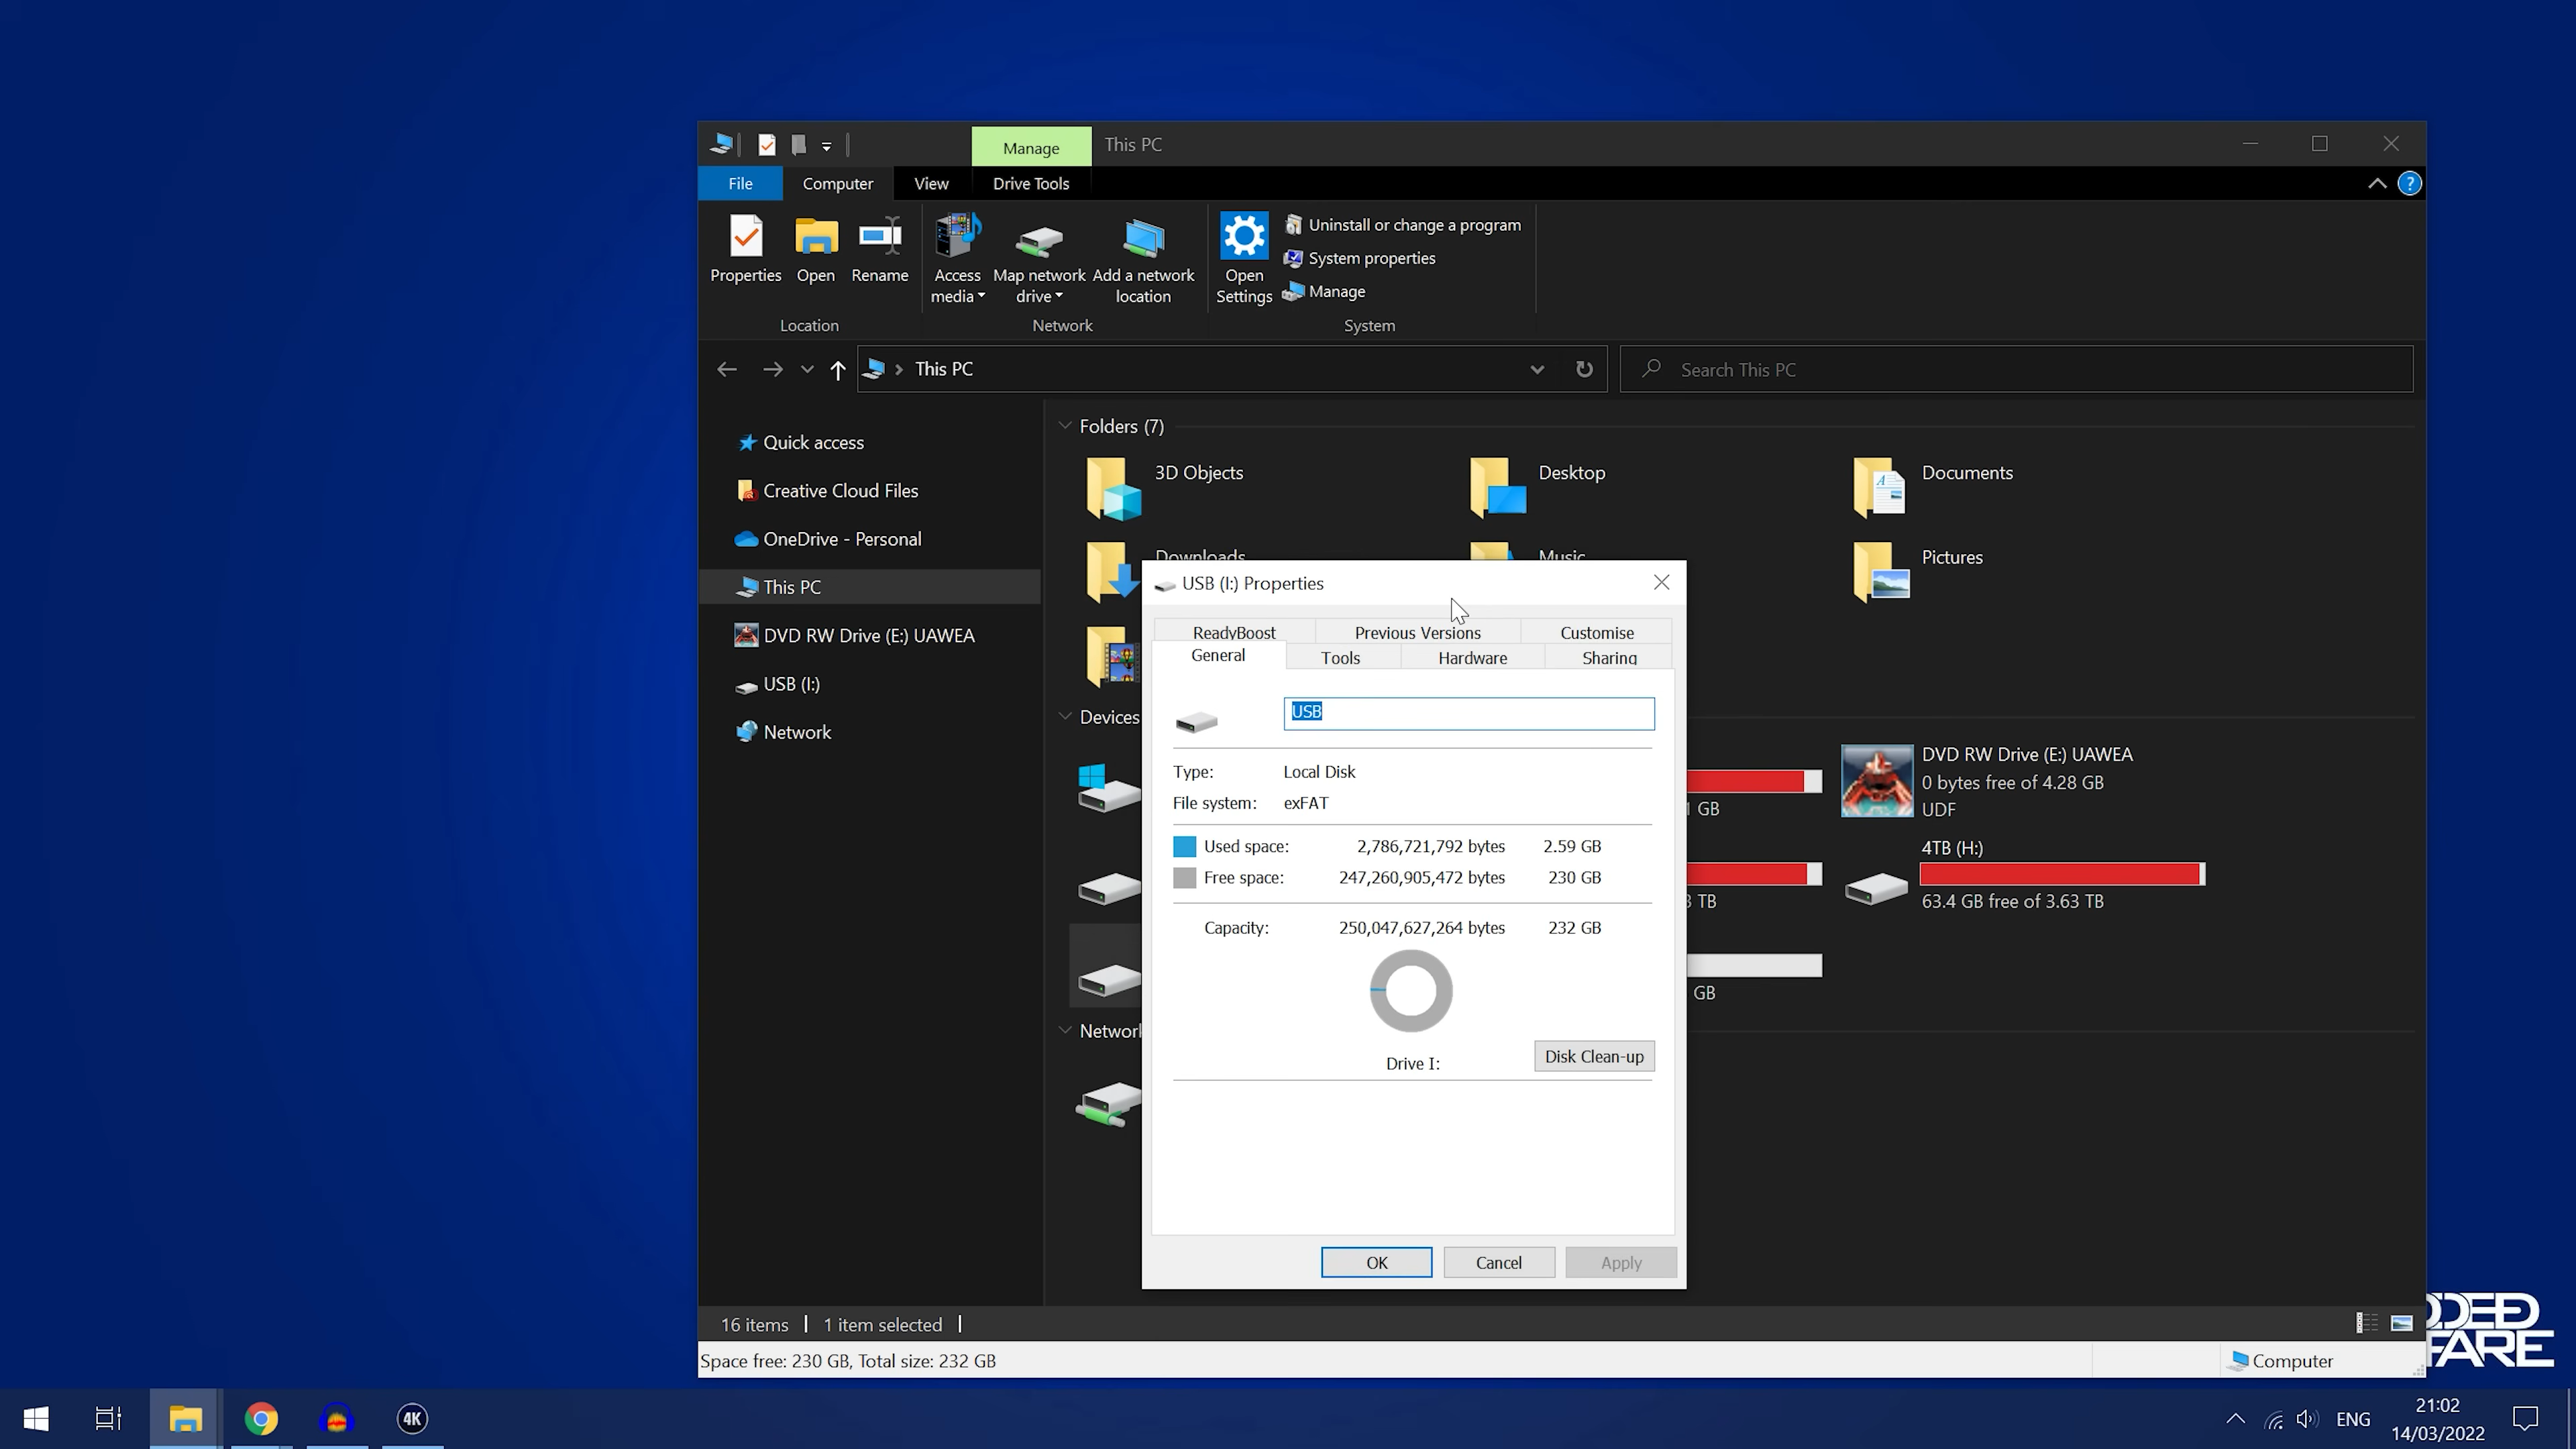 Manage This PC
File Computer View Drive Tools
Properties Open Rename Access media Map network drive Add a network location Open Settings
Uninstall or change a program
System properties
Manage
Location Network System
This PC Search This PC
Quick access
Creative Cloud Files
OneDrive - Personal
This PC
DVD RW Drive (E:) UAWEA
USB (I:)
Network
Folders (7)
3D Objects Desktop Documents
Downloads Music Pictures
Devices
DVD RW Drive (E:) UAWEA
0 bytes free of 4.28 GB
UDF
GB
4TB (H:)
TB 63.4 GB free of 3.63 TB
GB
Network
USB (I:) Properties
ReadyBoost Previous Versions Customise
General Tools Hardware Sharing
USB
Type: Local Disk
File system: exFAT
Used space: 2,786,721,792 bytes 2.59 GB
Free space: 247,260,905,472 bytes 230 GB
Capacity: 250,047,627,264 bytes 232 GB
Drive I: Disk Clean-up
OK Cancel Apply
16 items 1 item selected
Space free: 230 GB, Total size: 232 GB Computer
4K ENG 21:02
14/03/2022